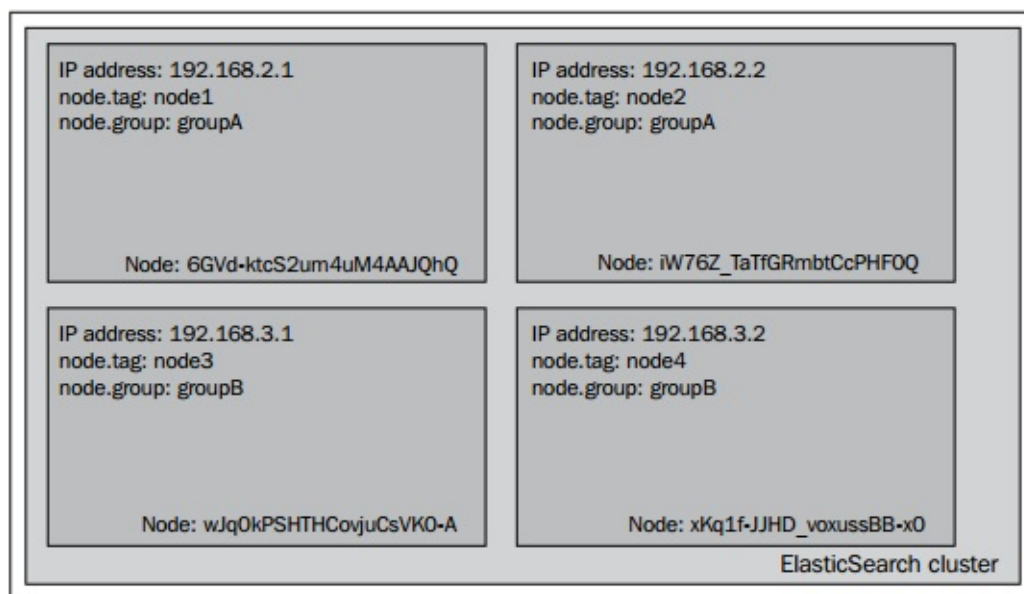 IP address: 192.168.2.1
node.tag: node1
node.group: groupA
Node: 6GVd-ktcS2um4uM4AAJQhQ
IP address: 192.168.2.2
node.tag: node2
node.group: groupA
Node: iW76Z_TaTfGRmbtCcPHF0Q
IP address: 192.168.3.1
node.tag: node3
node.group: groupB
Node: wJq0kPSHTHCovjuCsVK0-A
IP address: 192.168.3.2
node.tag: node4
node.group: groupB
Node: xKq1f-JJHD_voxussBB-x0
ElasticSearch cluster